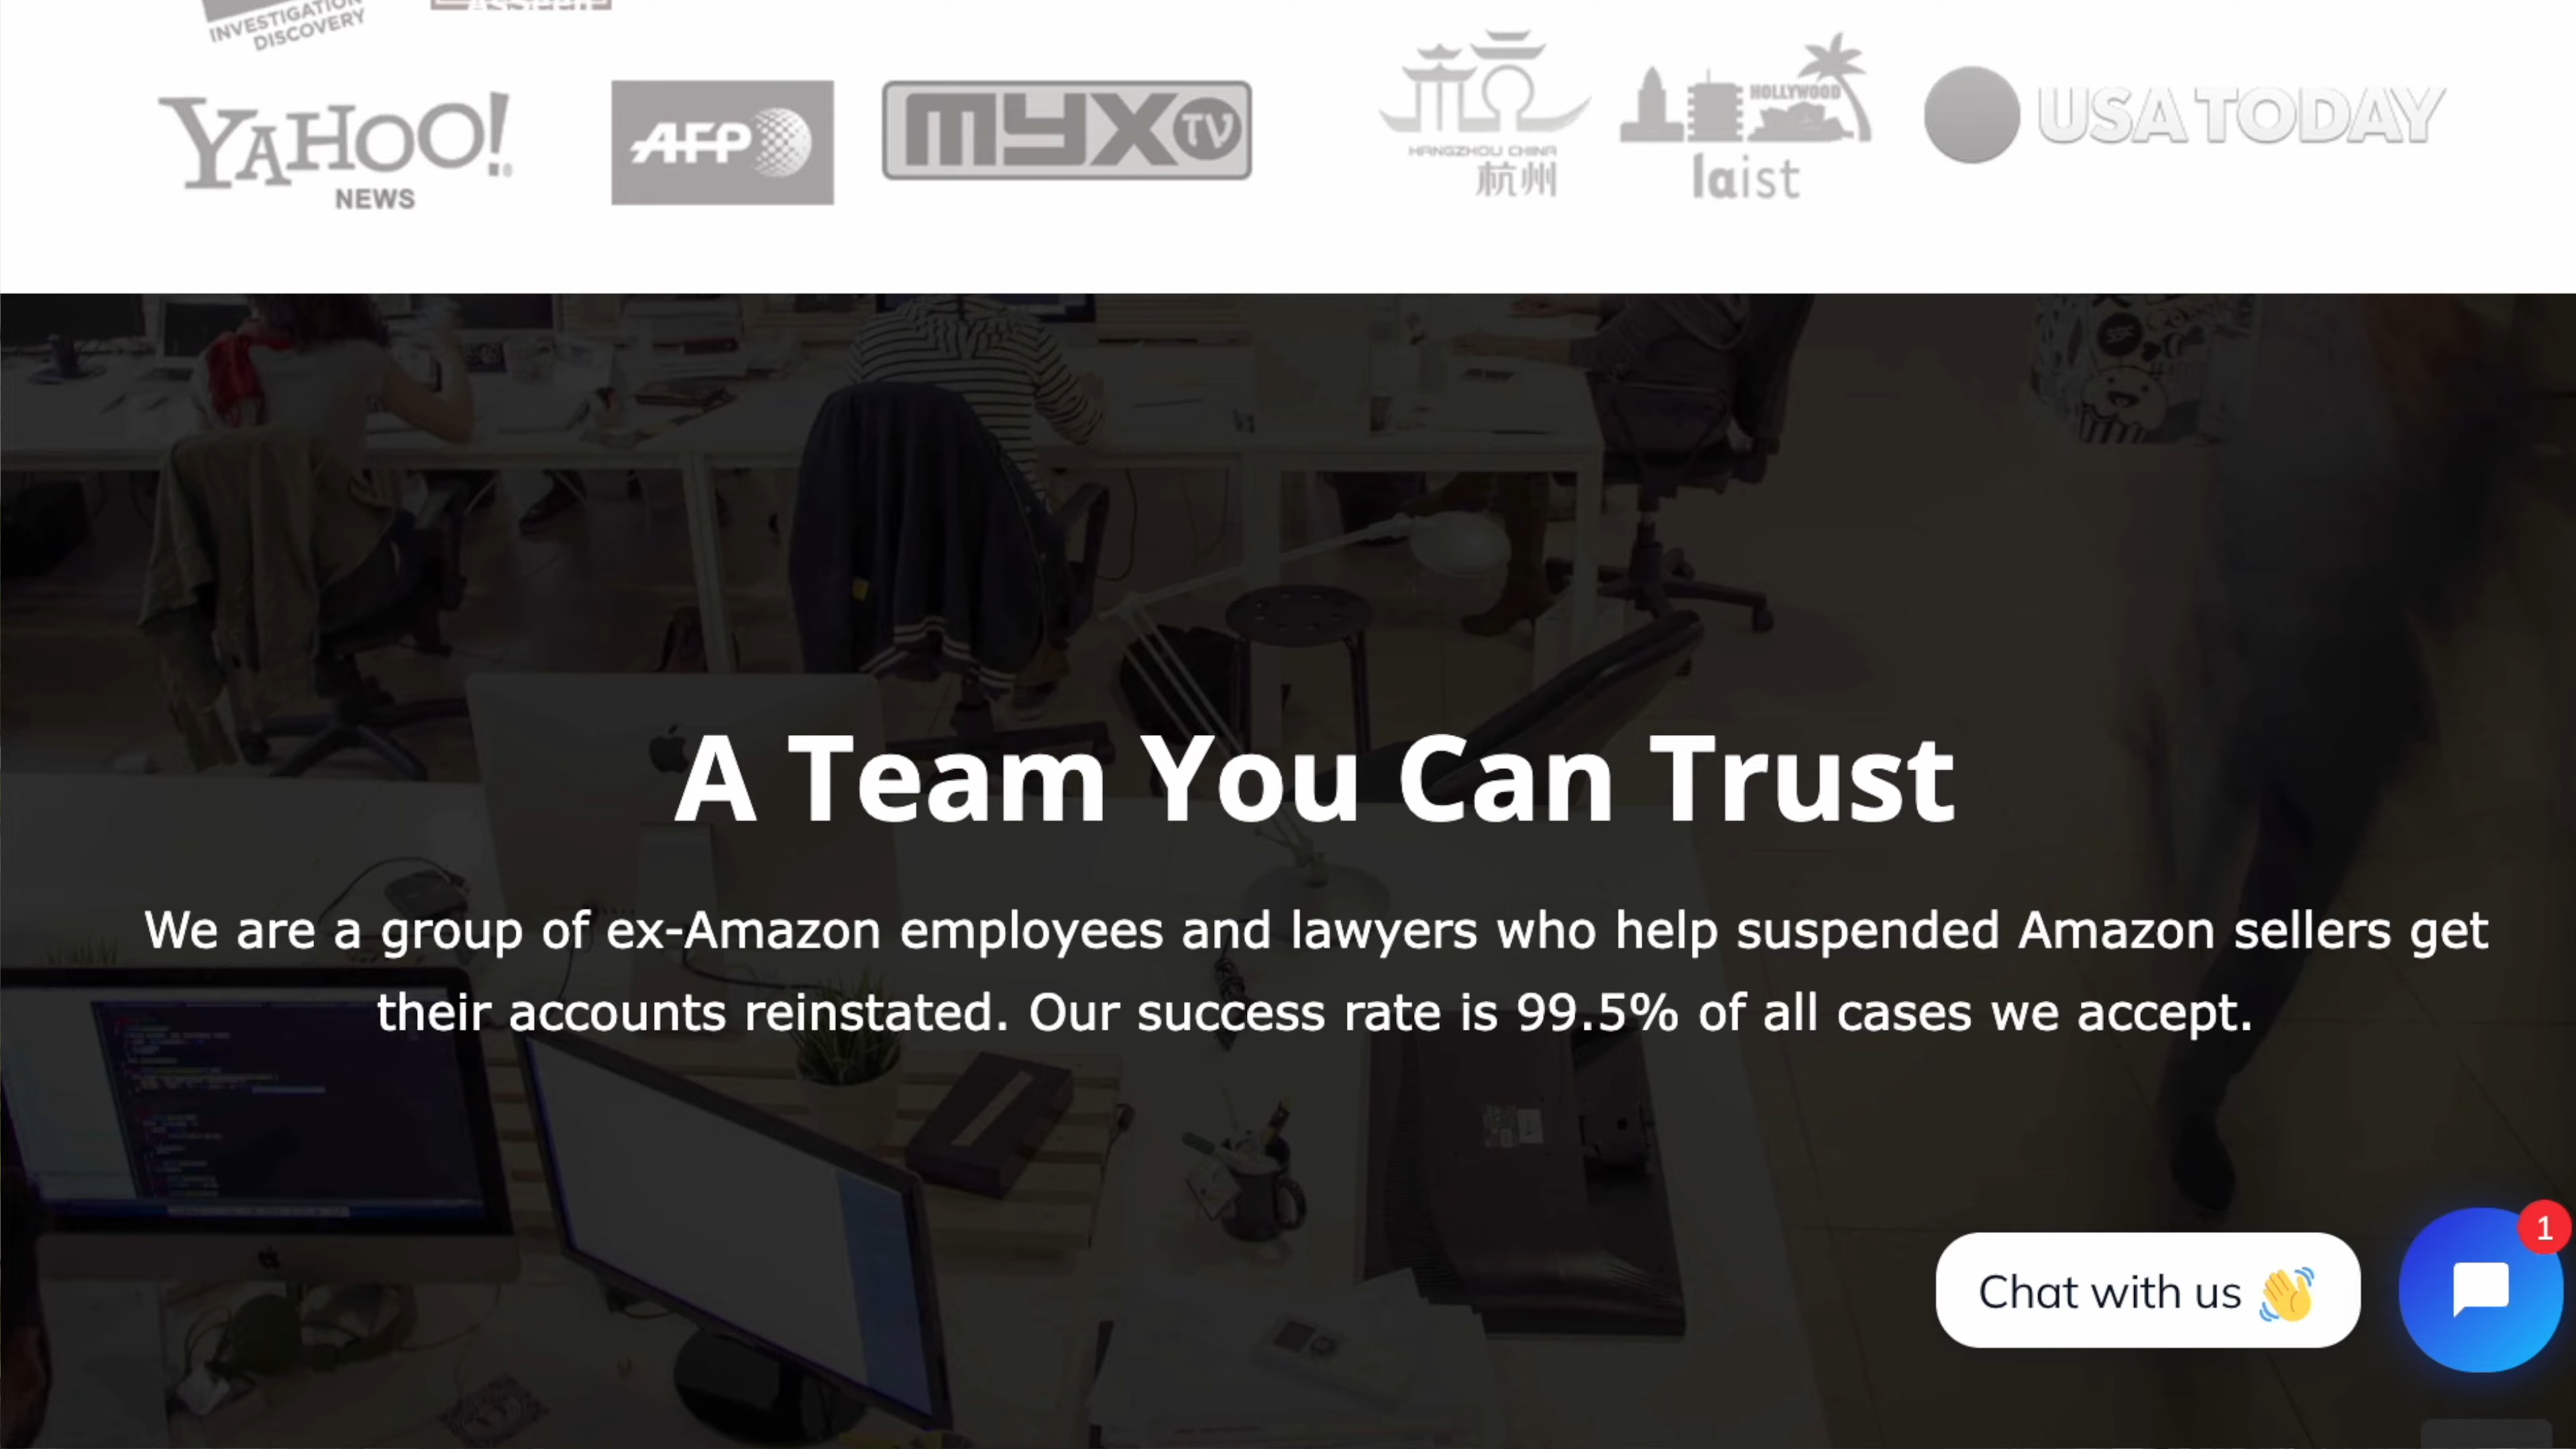 INVESTIGATION
DISCOVERY
YAHOO!
NEWS
AFP
MYX TV
HANGZHOU CHINA
杭州
HOLLYWOOD
laist
USA TODAY
A Team You Can Trust
We are a group of ex-Amazon employees and lawyers who help suspended Amazon sellers get
their accounts reinstated. Our success rate is 99.5% of all cases we accept.
1
Chat with us 👋